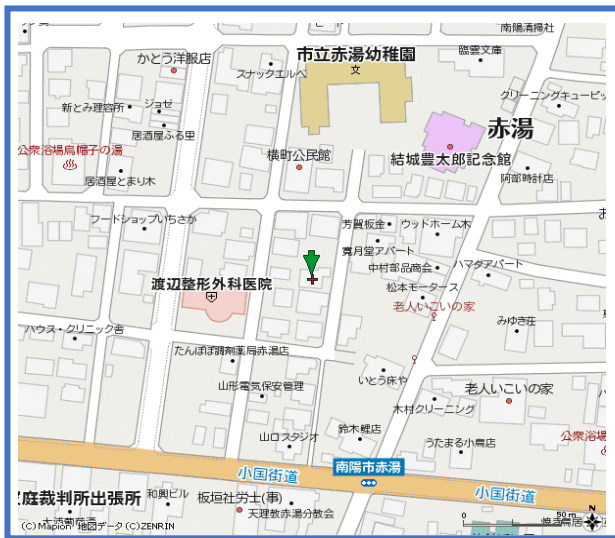 南陽清掃社
かとう洋服店
市立赤湯幼稚園
臨雲文庫
スナックエルベ
文
クリーニングキューピッ
新とみ理容所
ジョゼ
居酒屋ふる里
赤湯
公衆浴場烏帽子の湯
横町公民館
結城豊太郎記念館
居酒屋とまり木
阿部時計店
フードショップいちさか
芳賀板金
ウッドホーム木
お
寛月堂アパート
中村部品商会
ハマダアパート
渡辺整形外科医院
松本モータース
老人いこいの家
ハウス・クリニック舎
みゆき荘
たんぽぽ調剤薬局赤湯店
いとう床や
山形電気保安管理
老人いこいの家
木村クリーニング
山口スタジオ
鈴木鯉店
うたまる小鳥店
公衆浴場
小国街道
南陽市赤湯
小国街道
家庭裁判所出張所
和興ビル
板垣社労士(事)
天理教赤湯分教会
N
0
50 m
(C)Mapion 地図データ(C)ZENRIN